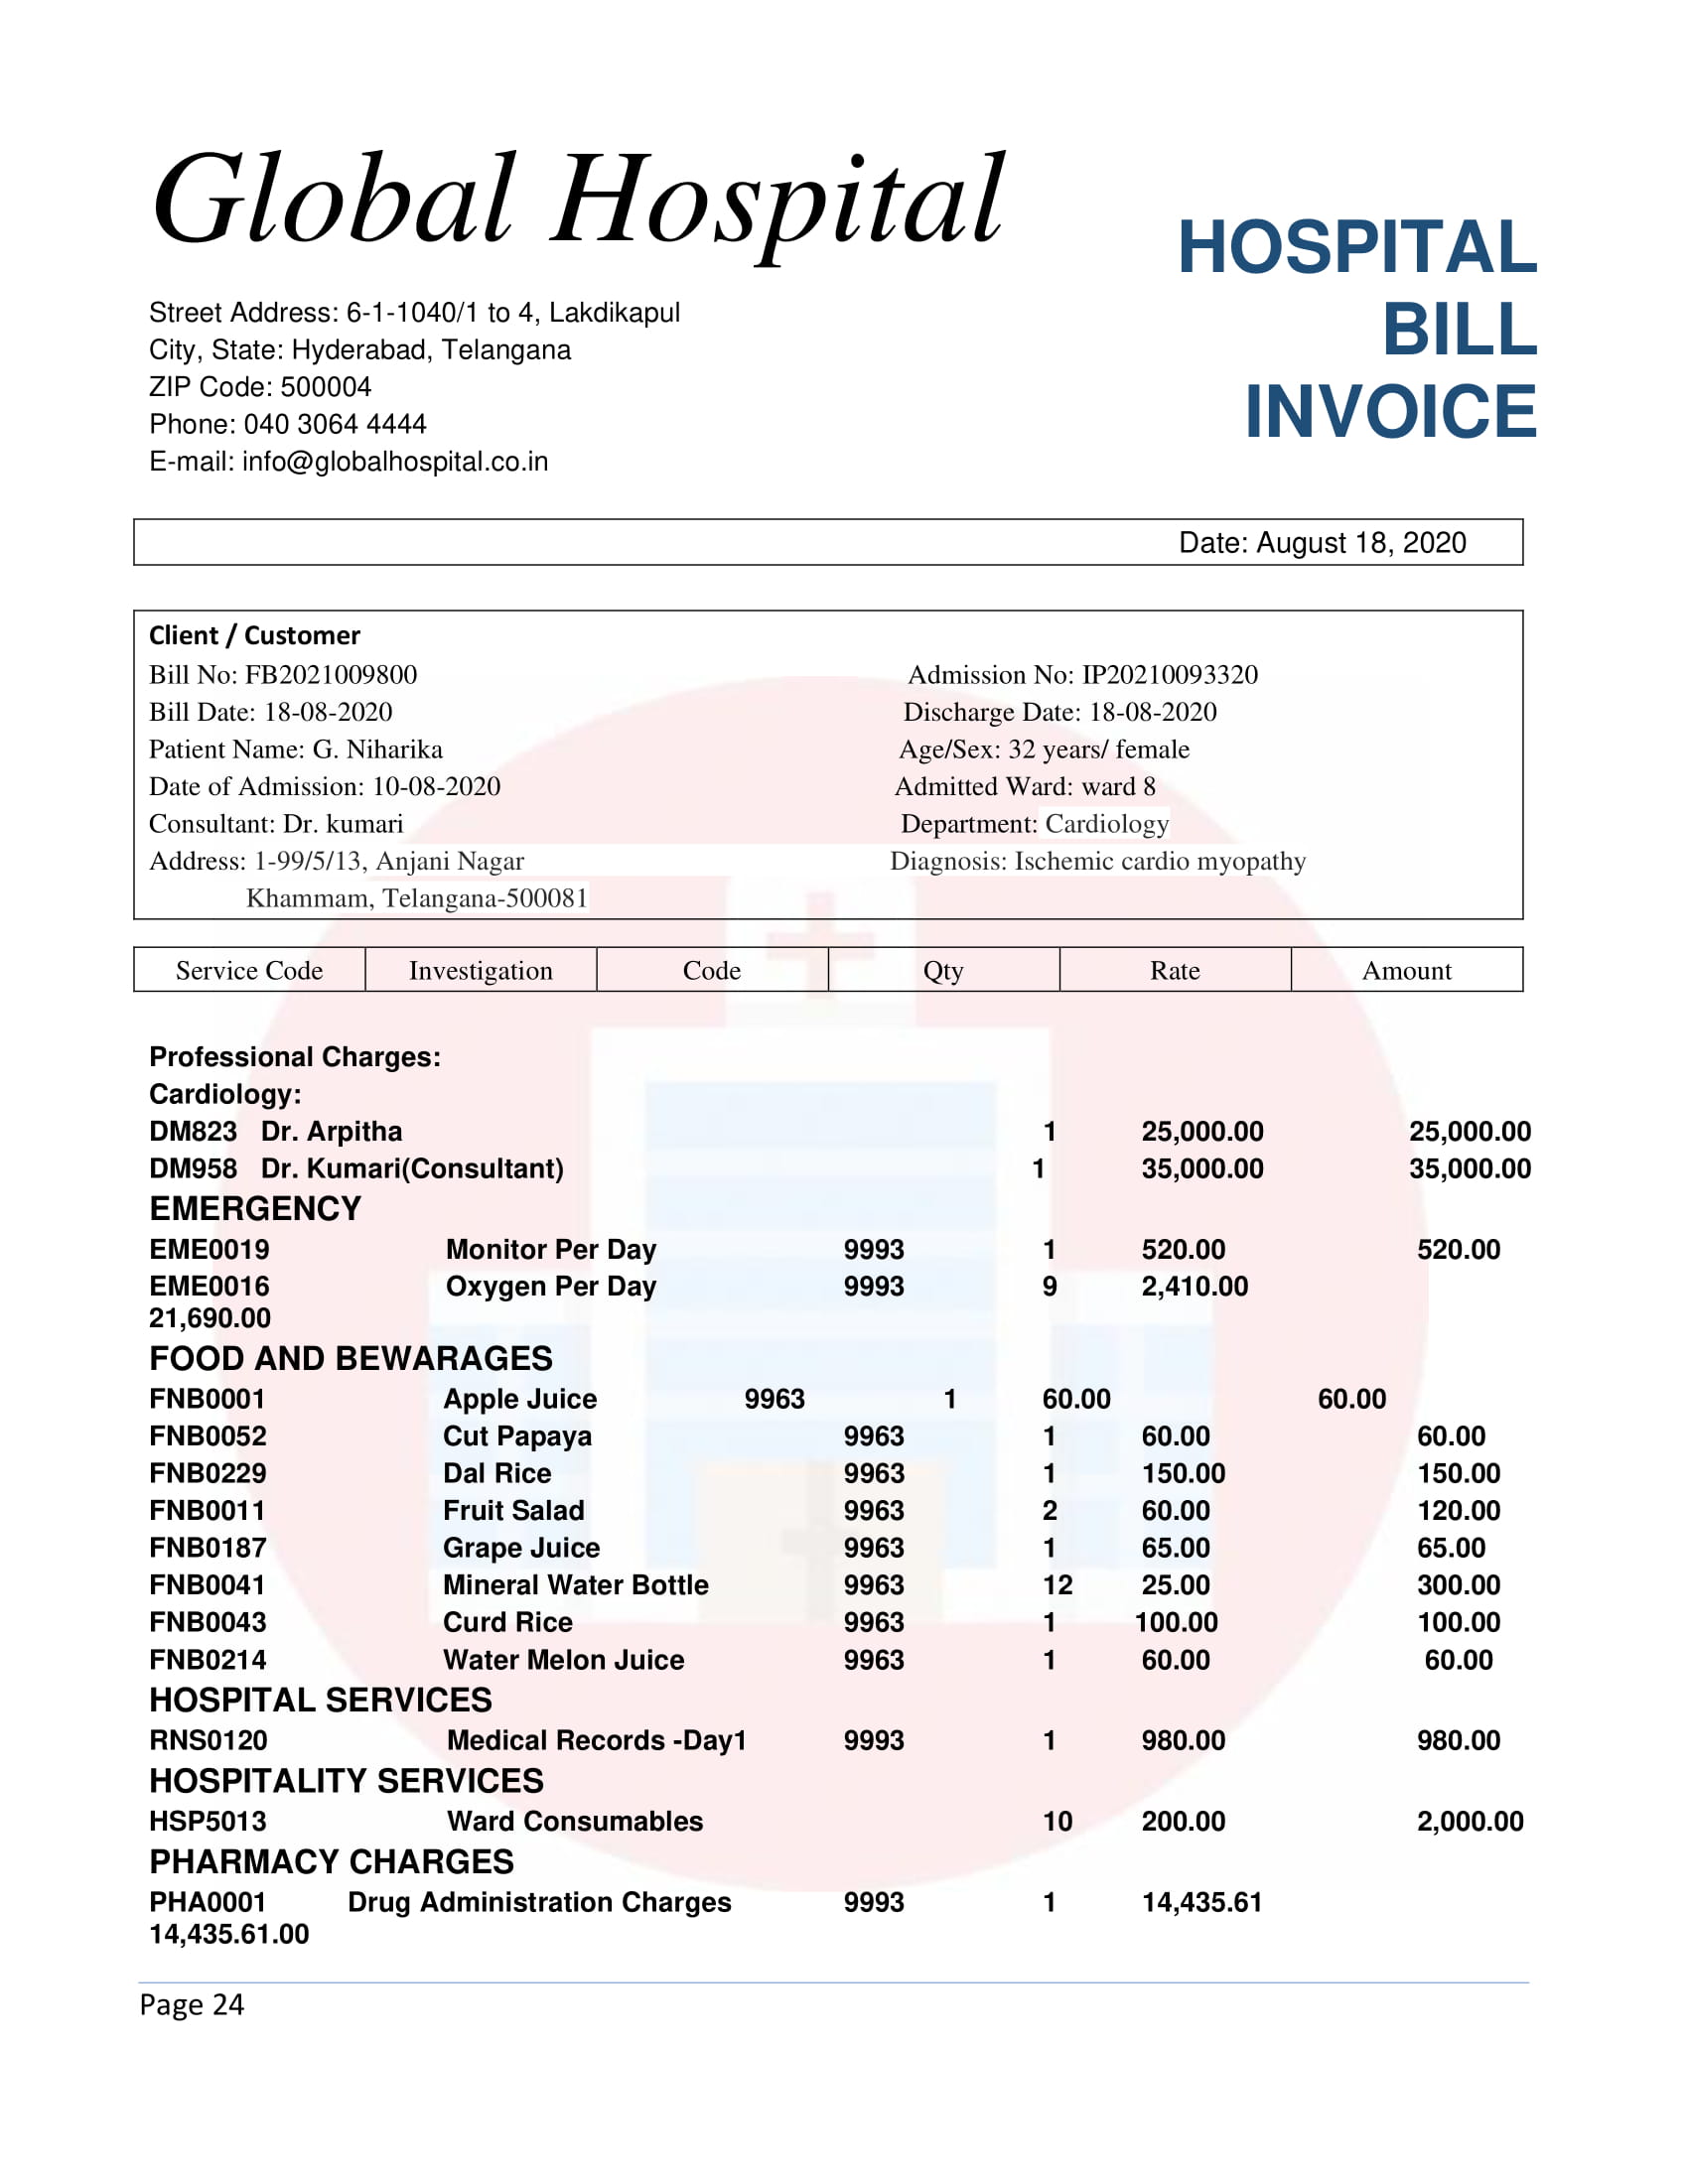 Global Hospital
HOSPITAL
BILL
INVOICE
Street Address: 6-1-1040/1 to 4, Lakdikapul
City, State: Hyderabad, Telangana
ZIP Code: 500004
Phone: 040 3064 4444
E-mail: info@globalhospital.co.in
Date: August 18, 2020
Client / Customer
Bill No: FB2021009800 Admission No: IP20210093320
Bill Date: 18-08-2020 Discharge Date: 18-08-2020
Patient Name: G. Niharika Age/Sex: 32 years/ female
Date of Admission: 10-08-2020 Admitted Ward: ward 8
Consultant: Dr. kumari Department: Cardiology
Address: 1-99/5/13, Anjani Nagar Diagnosis: Ischemic cardio myopathy
Khammam, Telangana-500081
Service Code Investigation Code Qty Rate Amount
Professional Charges:
Cardiology:
DM823 Dr. Arpitha 1 25,000.00 25,000.00
DM958 Dr. Kumari(Consultant) 1 35,000.00 35,000.00
EMERGENCY
EME0019 Monitor Per Day 9993 1 520.00 520.00
EME0016 Oxygen Per Day 9993 9 2,410.00
21,690.00
FOOD AND BEWARAGES
FNB0001 Apple Juice 9963 1 60.00 60.00
FNB0052 Cut Papaya 9963 1 60.00 60.00
FNB0229 Dal Rice 9963 1 150.00 150.00
FNB0011 Fruit Salad 9963 2 60.00 120.00
FNB0187 Grape Juice 9963 1 65.00 65.00
FNB0041 Mineral Water Bottle 9963 12 25.00 300.00
FNB0043 Curd Rice 9963 1 100.00 100.00
FNB0214 Water Melon Juice 9963 1 60.00 60.00
HOSPITAL SERVICES
RNS0120 Medical Records -Day1 9993 1 980.00 980.00
HOSPITALITY SERVICES
HSP5013 Ward Consumables 10 200.00 2,000.00
PHARMACY CHARGES
PHA0001 Drug Administration Charges 9993 1 14,435.61
14,435.61.00
Page 24